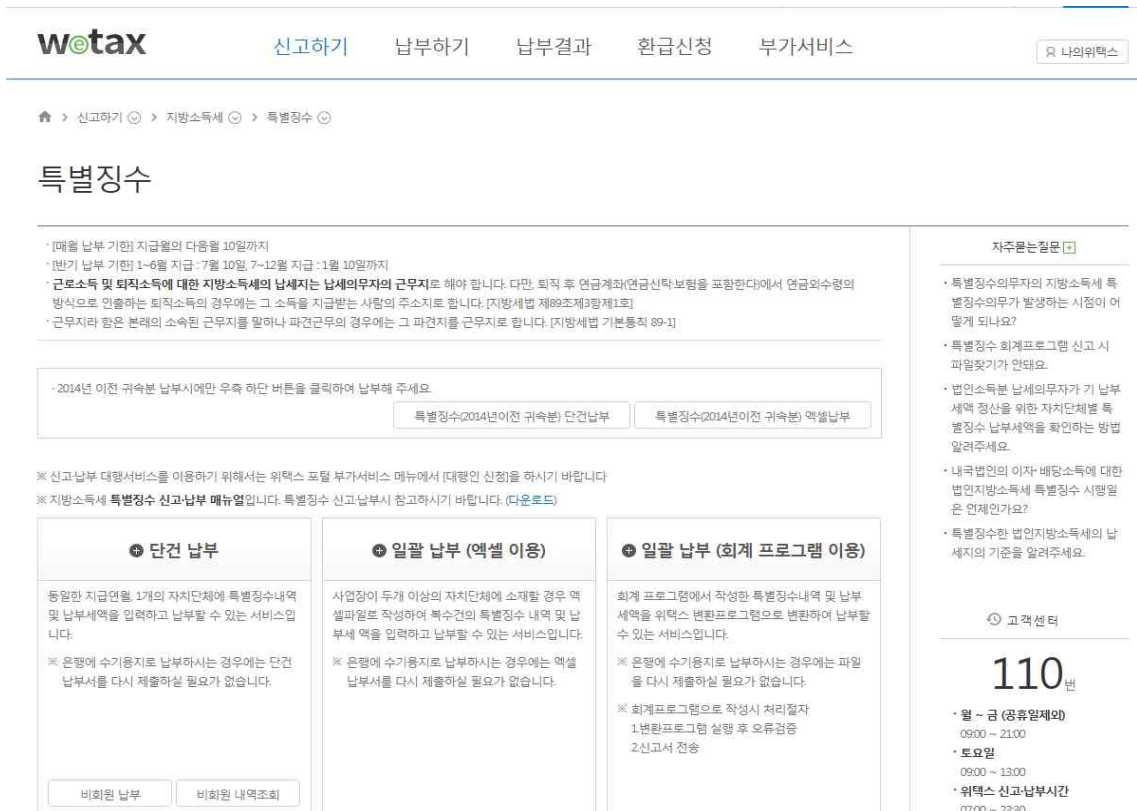 wetax
신고하기 납부하기 납부결과 환급신청 부가서비스
나의위택스
> 신고하기 > 지방소득세 > 특별징수
특별징수
· [매월 납부 기한] 지급월의 다음월 10일까지
· [반기 납부 기한] 1~6월 지급 : 7월 10일, 7~12월 지급 : 1월 10일까지
· 근로소득 및 퇴직소득에 대한 지방소득세의 납세지는 납세의무자의 근무지로 해야 합니다. 다만, 퇴직 후 연금계좌(연금신탁·보험을 포함한다)에서 연금외수령의
방식으로 인출하는 퇴직소득의 경우에는 그 소득을 지급받는 사람의 주소지로 합니다. [지방세법 제89조제3항제1호]
· 근무지라 함은 본래의 소속된 근무지를 말하나 파견근무의 경우에는 그 파견지를 근무지로 합니다. [지방세법 기본통칙 89-1]
· 2014년 이전 귀속분 납부시에만 우측 하단 버튼을 클릭하여 납부해 주세요.
특별징수(2014년이전 귀속분) 단건납부
특별징수(2014년이전 귀속분) 엑셀납부
※ 신고납부 대행서비스를 이용하기 위해서는 위택스 포털 부가서비스 메뉴에서 [대행인 신청]을 하시기 바랍니다
※ 지방소득세 특별징수 신고·납부 매뉴얼입니다. 특별징수 신고·납부시 참고하시기 바랍니다. (다운로드)
단건 납부
동일한 지급연월, 1개의 자치단체에 특별징수내역
및 납부세액을 입력하고 납부할 수 있는 서비스입
니다.
※ 은행에 수기용지로 납부하시는 경우에는 단건
납부서를 다시 제출하실 필요가 없습니다.
비회원 납부
비회원 내역조회
일괄 납부 (엑셀 이용)
사업장이 두개 이상의 자치단체에 소재할 경우 엑
셀파일로 작성하여 복수건의 특별징수 내역 및 납
부세 액을 입력하고 납부할 수 있는 서비스입니다.
※ 은행에 수기용지로 납부하시는 경우에는 엑셀
납부서를 다시 제출하실 필요가 없습니다.
일괄 납부 (회계 프로그램 이용)
회계 프로그램에서 작성한 특별징수내역 및 납부
세액을 위택스 변환프로그램으로 변환하여 납부할
수 있는 서비스입니다.
※ 은행에 수기용지로 납부하시는 경우에는 파일
을 다시 제출하실 필요가 없습니다.
※ 회계프로그램으로 작성시 처리절차
1.변환프로그램 실행 후 오류검증
2.신고서 전송
자주묻는질문
· 특별징수의무자의 지방소득세 특
별징수의무가 발생하는 시점이 어
떻게 되나요?
· 특별징수 회계프로그램 신고 시
파일찾기가 안돼요.
· 법인소득분 납세의무자가 기 납부
세액 정산을 위한 자치단체별 특
별징수 납부세액을 확인하는 방법
알려주세요.
· 내국법인의 이자· 배당소득에 대한
법인지방소득세 특별징수 시행일
은 언제인가요?
· 특별징수한 법인지방소득세의 납
세지의 기준을 알려주세요.
고객센터
110번
· 월 ~ 금 (공휴일제외)
09:00 ~ 21:00
· 토요일
09:00 ~ 13:00
· 위택스 신고납부시간
07:00 ~ 23:30